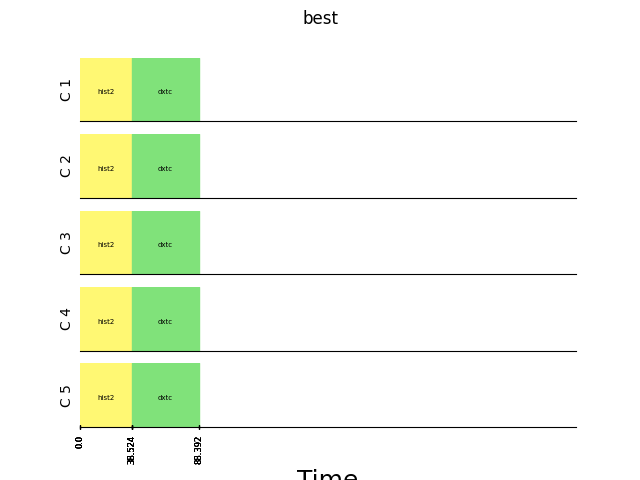 best
C 1
hist2 dxtc
C 2
hist2 dxtc
C 3
hist2 dxtc
C 4
hist2 dxtc
C 5
hist2 dxtc
0.0 38.524 88.392
Time